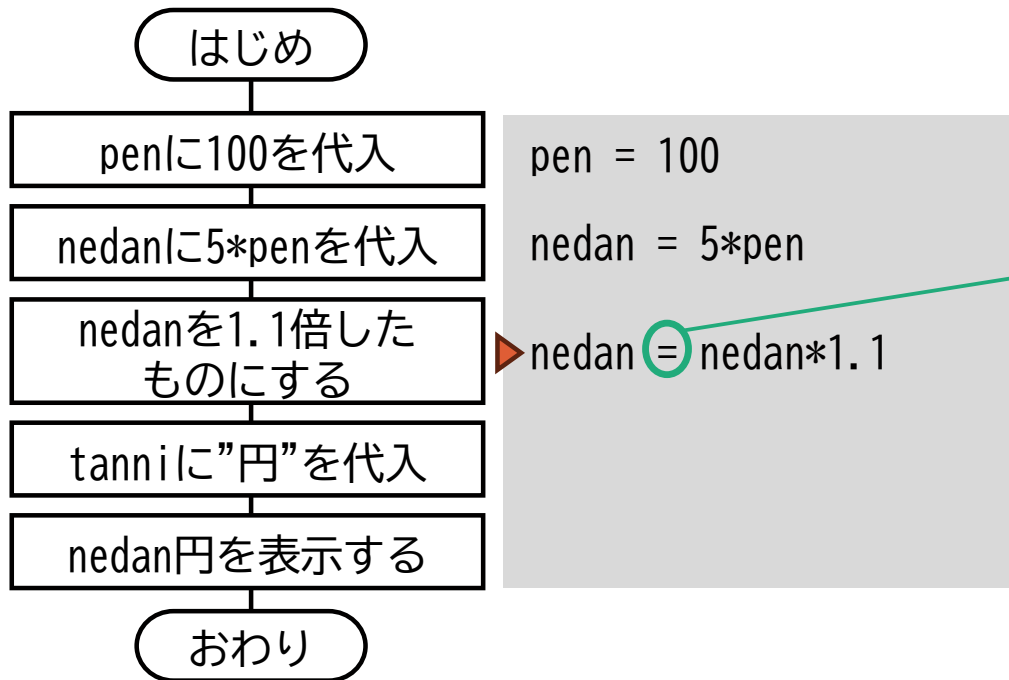 はじめ
penに100を代入
pen = 100
nedanに5*penを代入
nedan = 5*pen
nedanを1.1倍した
ものにする
nedan = nedan*1.1
tanniに”円”を代入
nedan円を表示する
おわり